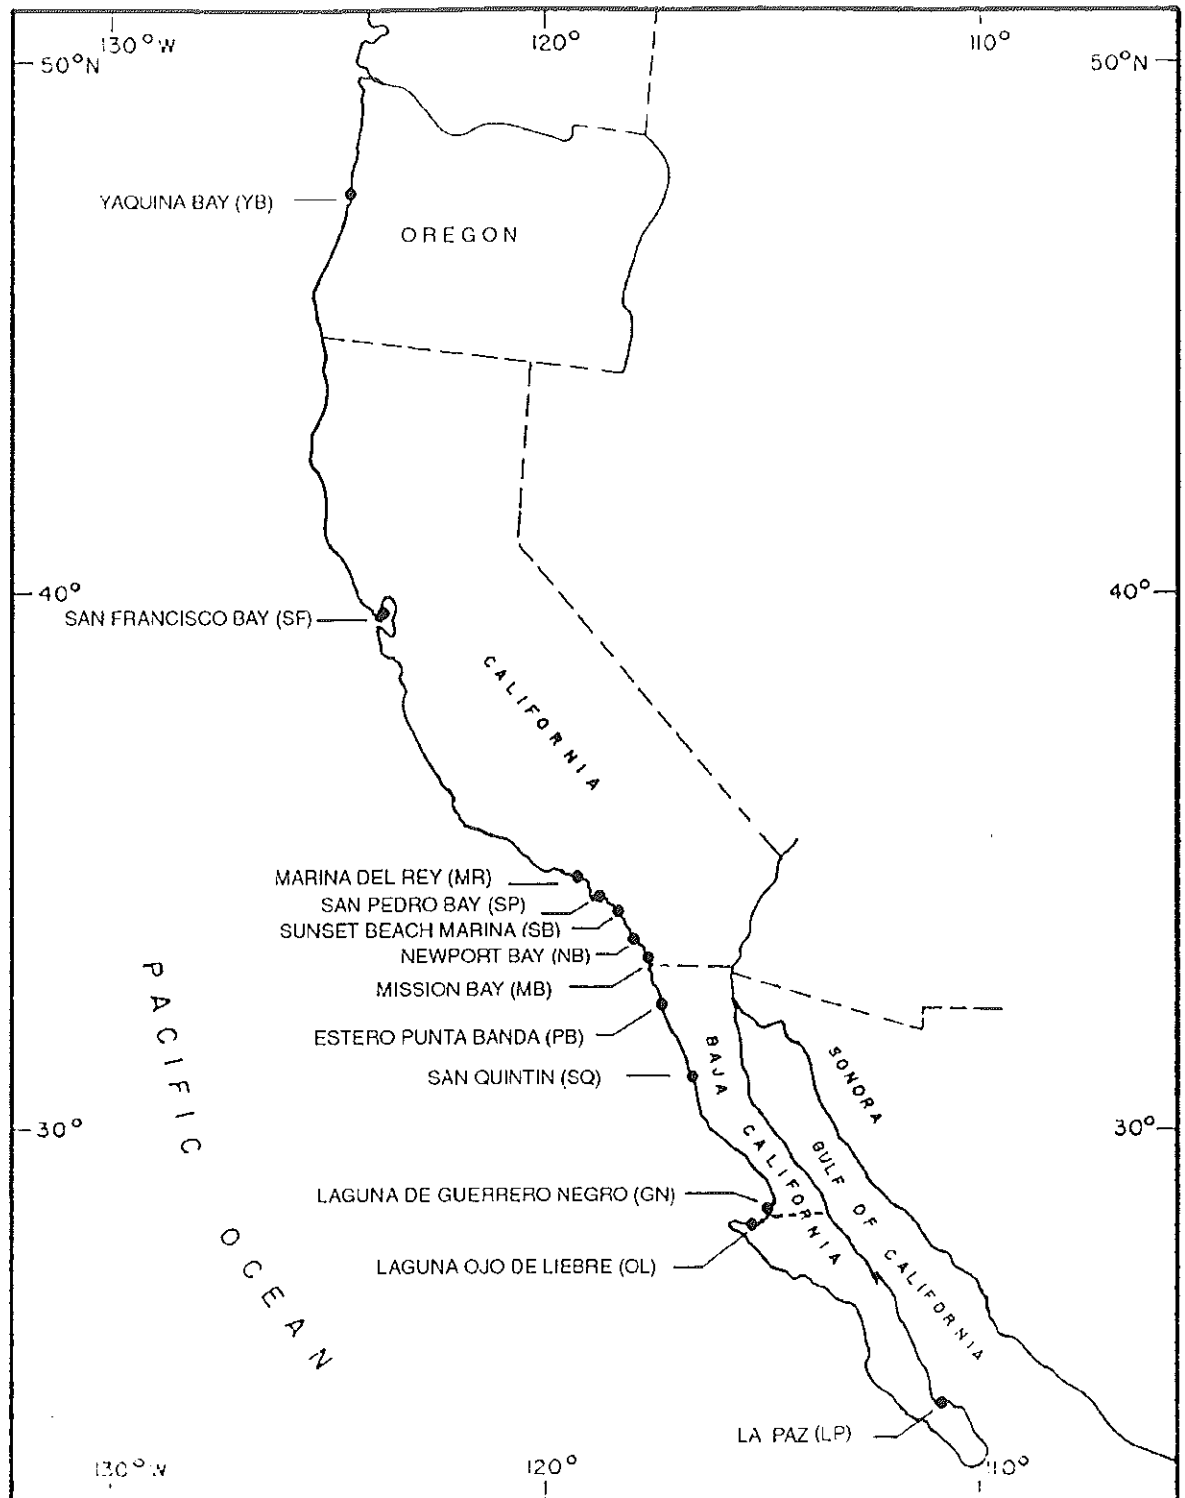 130°W 120° 110°
50°N 50°N
YAQUINA BAY (YB)
OREGON
40° 40°
SAN FRANCISCO BAY (SF)
CALIFORNIA
MARINA DEL REY (MR)
SAN PEDRO BAY (SP)
SUNSET BEACH MARINA (SB)
NEWPORT BAY (NB)
MISSION BAY (MB)
ESTERO PUNTA BANDA (PB)
SAN QUINTIN (SQ)
PACIFIC OCEAN
BAJA CALIFORNIA
SONORA
GULF OF CALIFORNIA
30° 30°
LAGUNA DE GUERRERO NEGRO (GN)
LAGUNA OJO DE LIEBRE (OL)
LA PAZ (LP)
130°W 120° 110°